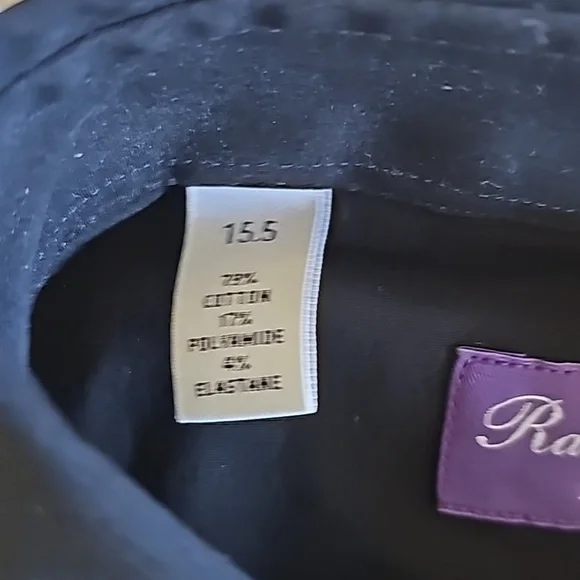 15.5
79%
COTTON
17%
POLYAMIDE
4%
ELASTANE
Ra